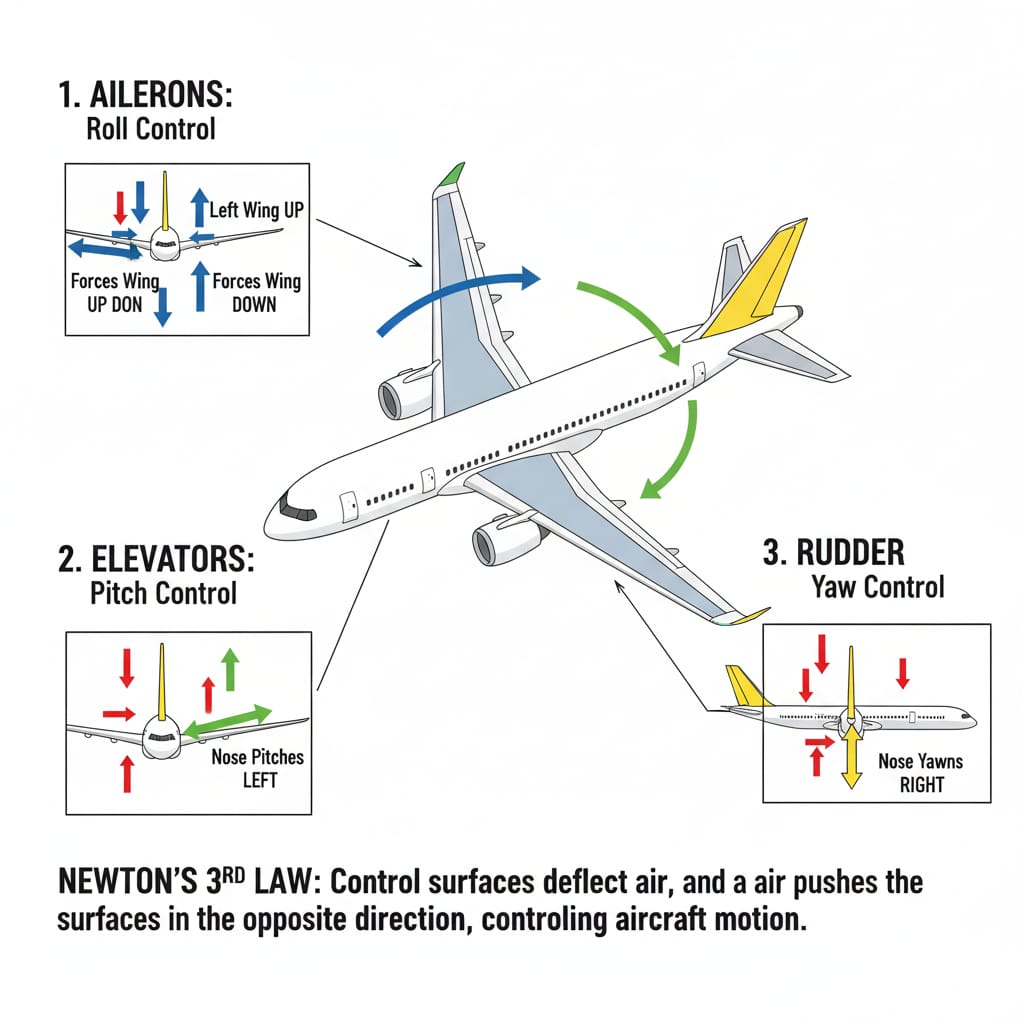 1. AILERONS:
Roll Control
Left Wing UP
Forces Wing
UP DON
Forces Wing
DOWN
2. ELEVATORS:
Pitch Control
Nose Pitches
LEFT
3. RUDDER
Yaw Control
Nose Yawns
RIGHT
NEWTON'S 3RD LAW: Control surfaces deflect air, and a air pushes the
surfaces in the opposite direction, controling aircraft motion.